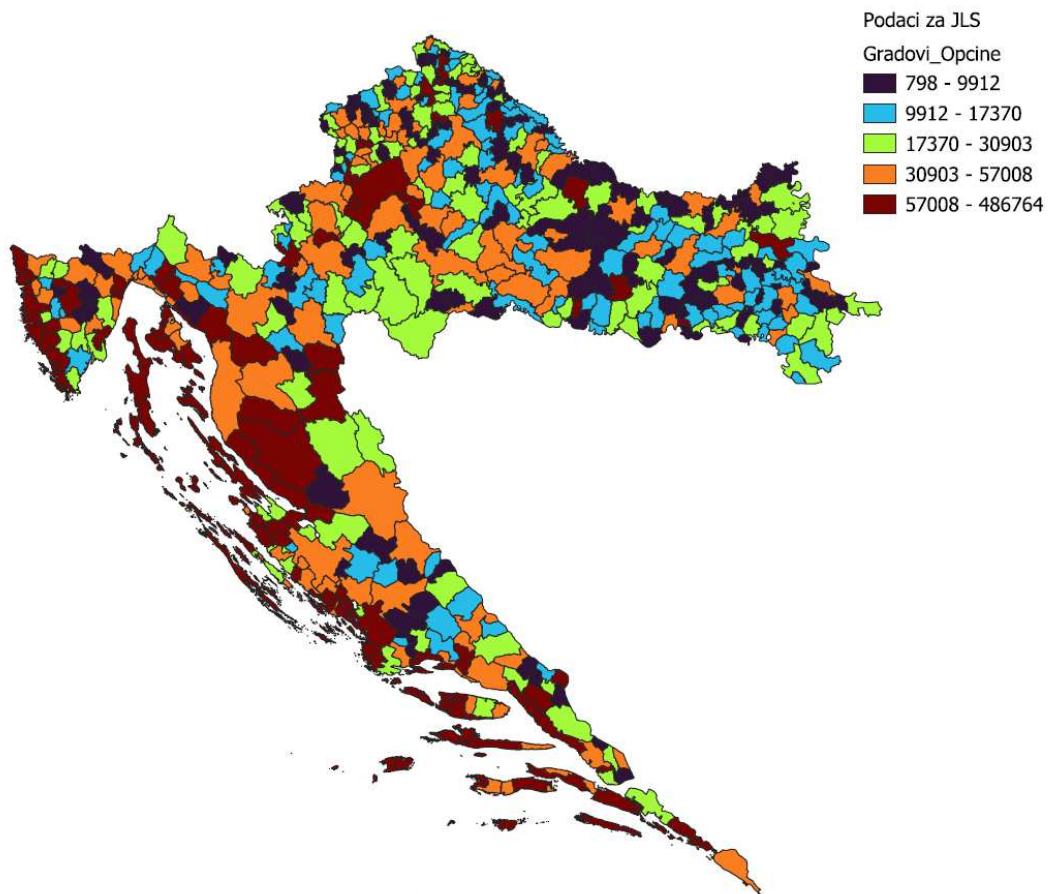 Podaci za JLS
Gradovi_Opcine
798 - 9912
9912 - 17370
17370 - 30903
30903 - 57008
57008 - 486764